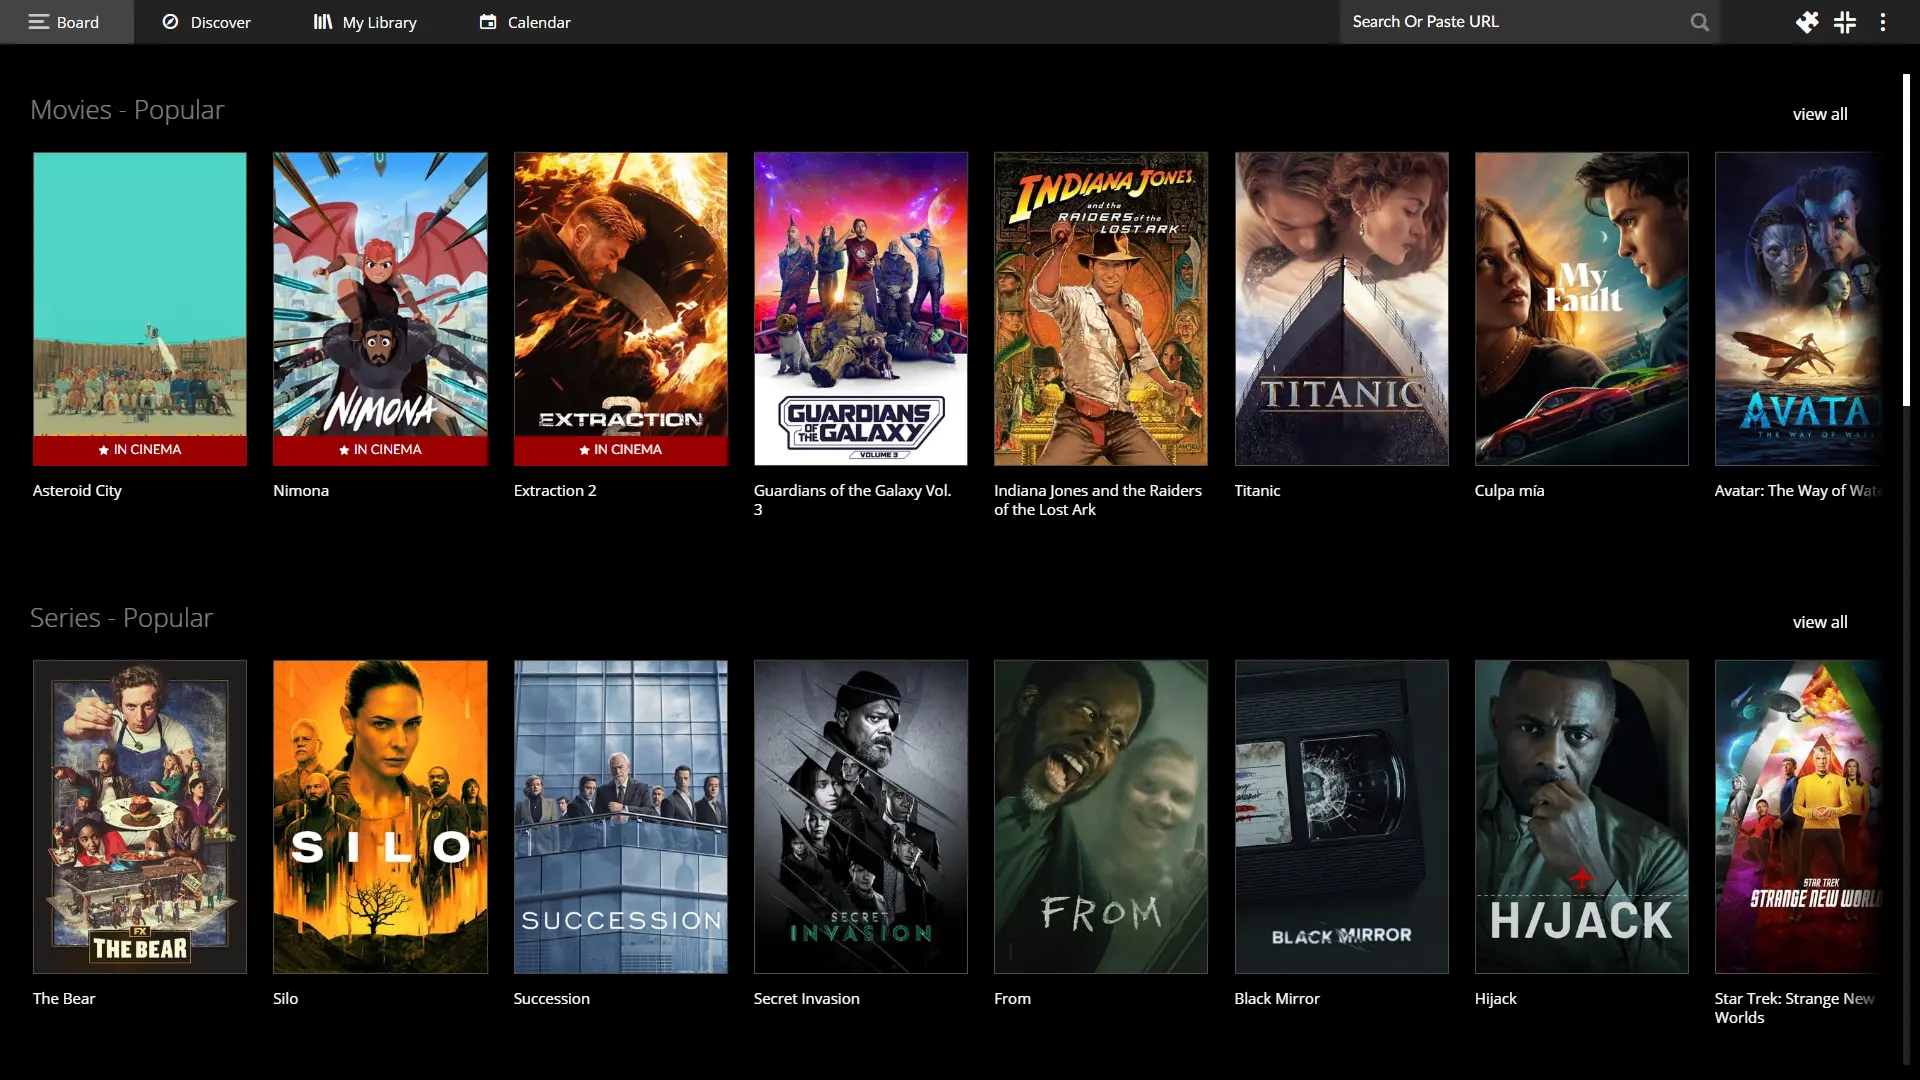 Board
Discover
My Library
Calendar
Search Or Paste URL
Movies - Popular
view all
NIMONA
2
EXTRACTION
GUARDIANS
OF THE
GALAXY
VOLUME 3
INDIANA JONES
and the
RAIDERS of the
LOST ARK
TITANIC
My
Fault
AVATA
THE WAY OF WATE
IN CINEMA
IN CINEMA
IN CINEMA
Asteroid City
Nimona
Extraction 2
Guardians of the Galaxy Vol.
3
Indiana Jones and the Raiders
of the Lost Ark
Titanic
Culpa mía
Avatar: The Way of Wate
Series - Popular
view all
FX
THE BEAR
SILO
SUCCESSION
SECRET
INVASION
FROM
BLACK MIRROR
H/JACK
STAR TREK
STRANGE NEW WORL
The Bear
Silo
Succession
Secret Invasion
From
Black Mirror
Hijack
Star Trek: Strange New
Worlds